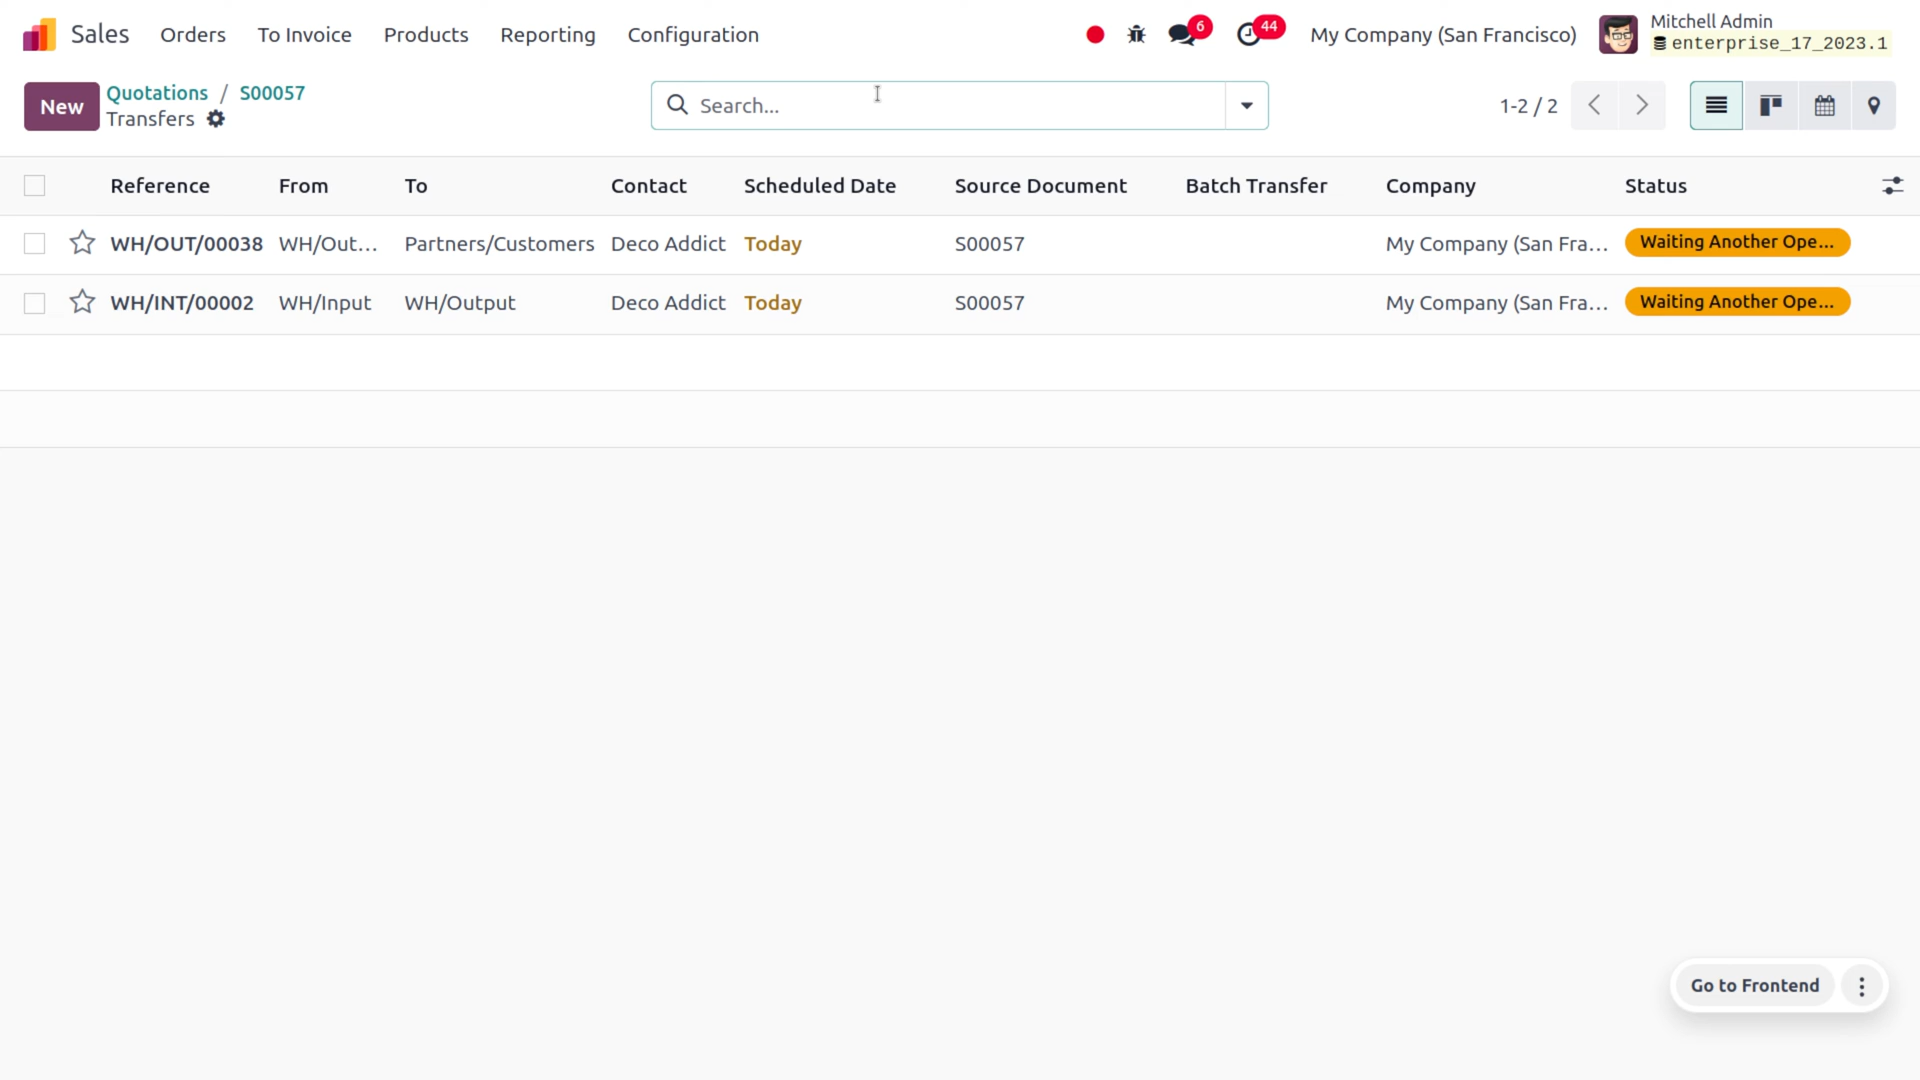 Sales Orders To Invoice Products Reporting Configuration 6 44 My Company (San Francisco) Mitchell Admin
enterprise_17_2023.1
New Quotations / S00057 Search... 1-2 / 2
Transfers
Reference From To Contact Scheduled Date Source Document Batch Transfer Company Status
WH/OUT/00038 WH/Out... Partners/Customers Deco Addict Today S00057 My Company (San Fra... Waiting Another Ope...
WH/INT/00002 WH/Input WH/Output Deco Addict Today S00057 My Company (San Fra... Waiting Another Ope...
Go to Frontend